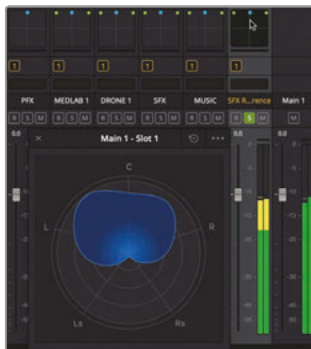 1 1 1 1 1 1
PFX MEDLAB 1 DRONE 1 SFX MUSIC SFX R...rence Main 1
R S M R S M R S M R S M R S M R S M M
0.0 0.0 0.0
× Main 1 - Slot 1 •••
C
L R
Ls Rs